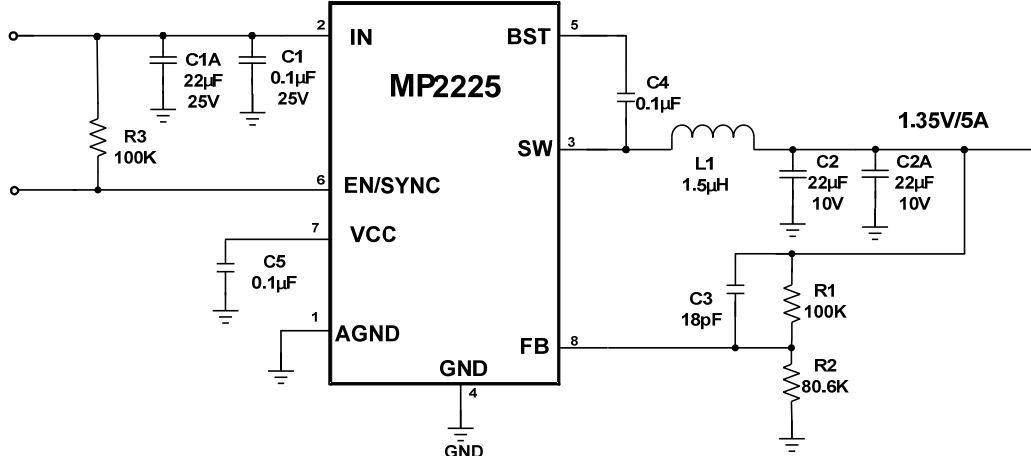 2
IN
C1A
22µF
25V
C1
0.1µF
25V
R3
100K
6
EN/SYNC
7
VCC
C5
0.1µF
1
AGND
MP2225
GND
4
GND
5
BST
C4
0.1µF
SW
3
L1
1.5µH
1.35V/5A
C2
22µF
10V
C2A
22µF
10V
C3
18pF
R1
100K
FB
8
R2
80.6K